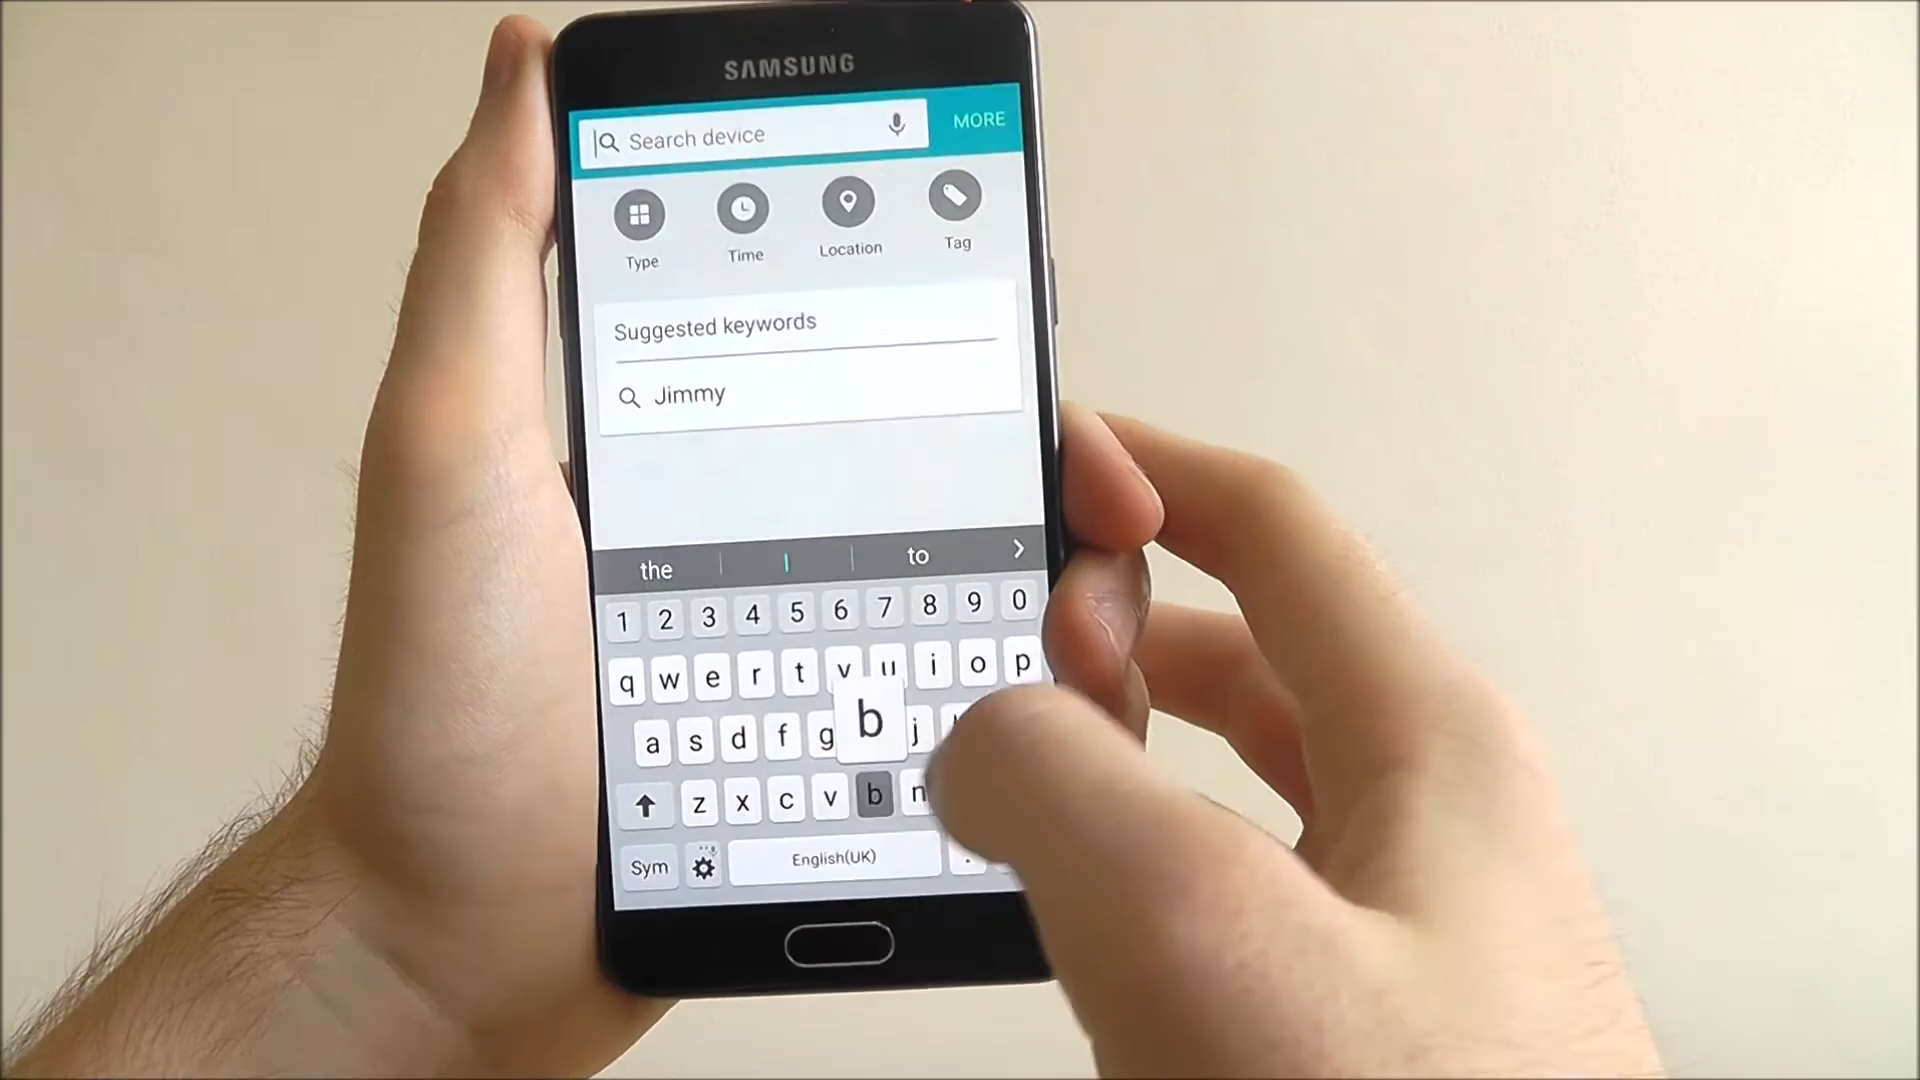 SAMSUNG
Search device MORE
Type Time Location Tag
Suggested keywords
Jimmy
the I to >
1 2 3 4 5 6 7 8 9 0
q w e r t y u i o p
b
a s d f g j
z x c v b n
Sym English(UK) .